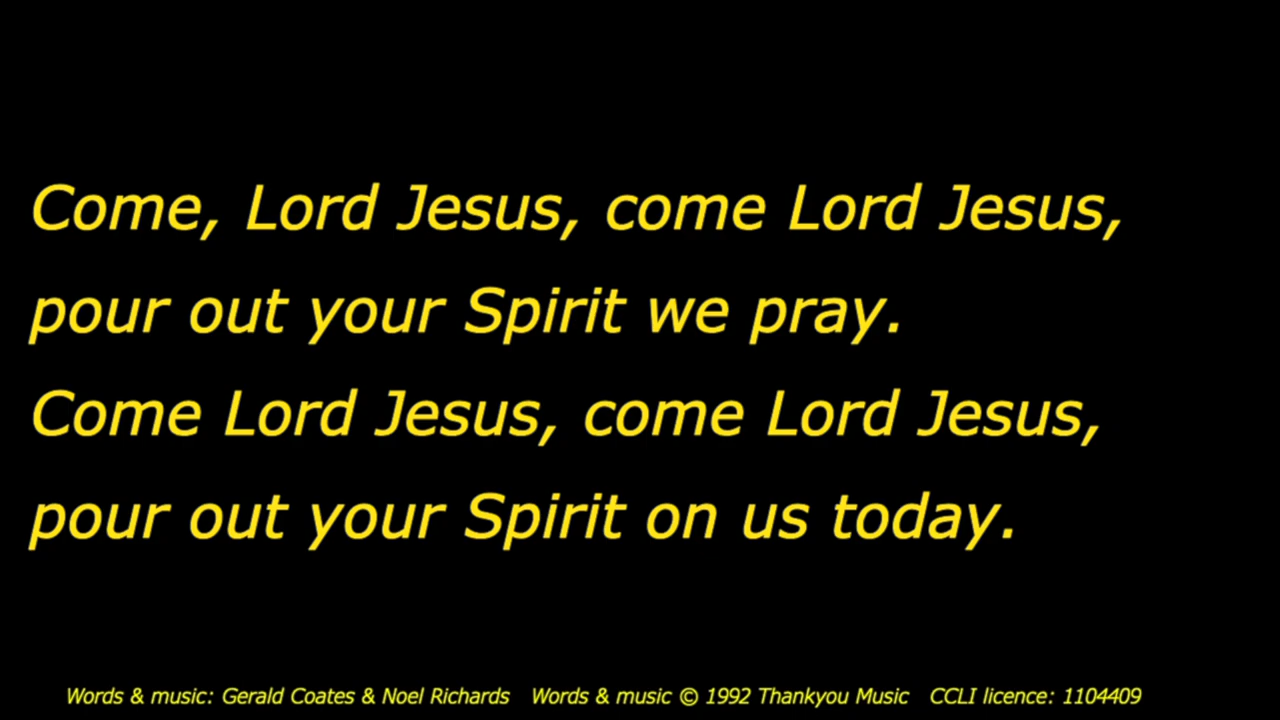 Come, Lord Jesus, come Lord Jesus,
pour out your Spirit we pray.
Come Lord Jesus, come Lord Jesus,
pour out your Spirit on us today.
Words & music: Gerald Coates & Noel Richards Words & music © 1992 Thankyou Music CCLI licence: 1104409